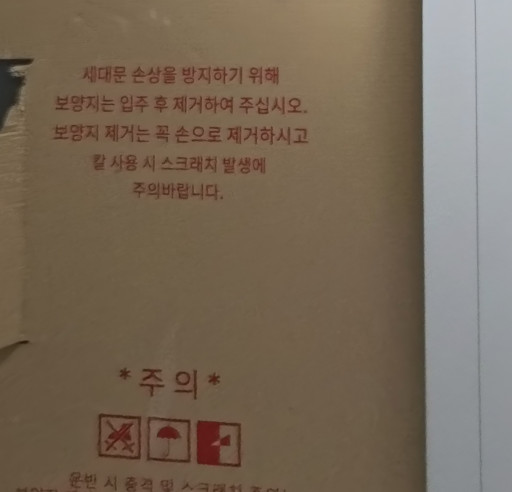 세대문 손상을 방지하기 위해
보양지는 입주 후 제거하여 주십시오.
보양지 제거는 꼭 손으로 제거하시고
칼 사용 시 스크래치 발생에
주의바랍니다.
*주의*
운반 시 충격 및 스크래치